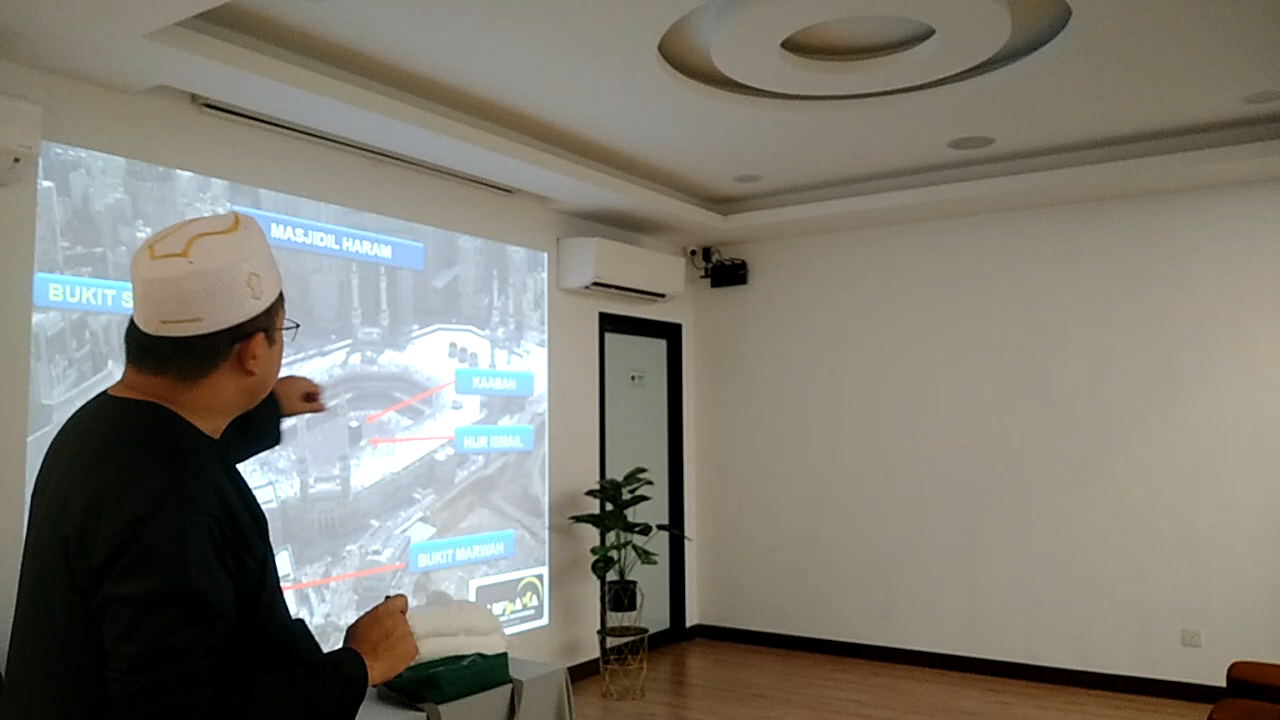 MASJIDIL HARAM
BUKIT S
KAABAH
HIJR ISMAIL
BUKIT MARWAH